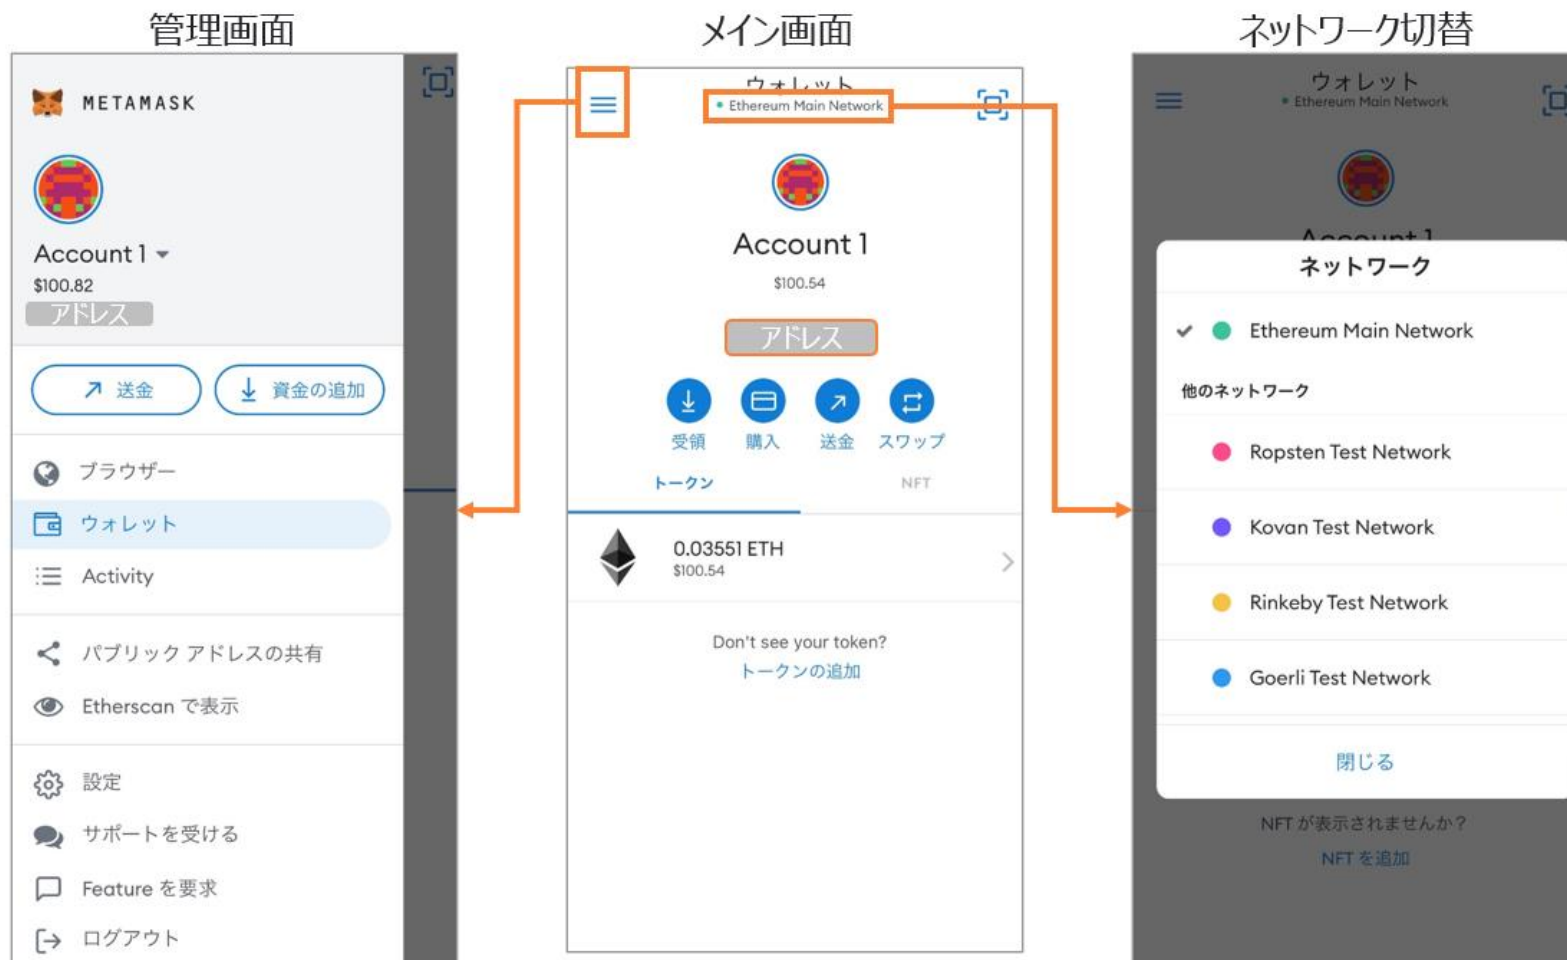 管理画面
METAMASK
Account 1
$100.82
アドレス
送金
資金の追加
ブラウザー
ウォレット
Activity
パブリック アドレスの共有
Etherscan で表示
設定
サポートを受ける
Feature を要求
ログアウト
メイン画面
ウォレット
Ethereum Main Network
Account 1
$100.54
アドレス
受領 購入 送金 スワップ
トークン NFT
0.03551 ETH
$100.54
Don't see your token?
トークンの追加
ネットワーク切替
ウォレット
Ethereum Main Network
Account 1
ネットワーク
Ethereum Main Network
他のネットワーク
Ropsten Test Network
Kovan Test Network
Rinkeby Test Network
Goerli Test Network
閉じる
NFT が表示されませんか？
NFT を追加